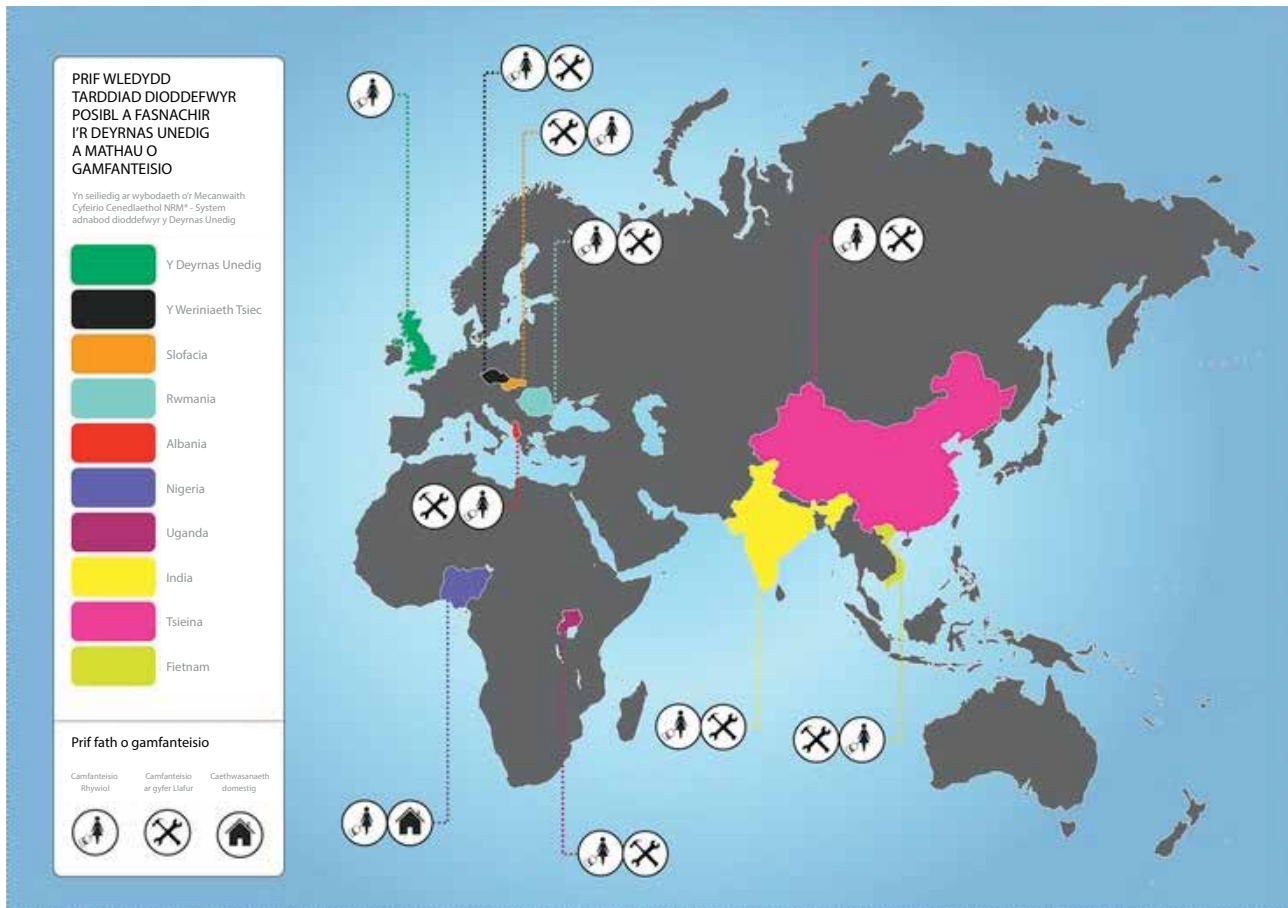 PRIF WLEDYDD
TARDDIAD DIODDEFWYR
POSIBL A FASNACHIR
I'R DEYRNAS UNEDIG
A MATHAU O
GAMFANTEISIO
Yn seiliedig ar wybodaeth o'r Mecanwaith
Cyfeirio Cenedlaethol NRM* - System
adnabod dioddefwyr y Deyrnas Unedig
Y Deyrnas Unedig
Y Weriniaeth Tsiec
Slofacia
Rwmania
Albania
Nigeria
Uganda
India
Tsieina
Fietnam
Prif fath o gamfanteisio
Camfanteisio
Rhywiol
Camfanteisio
ar gyfer Llafur
Caethwasanaeth
domestig